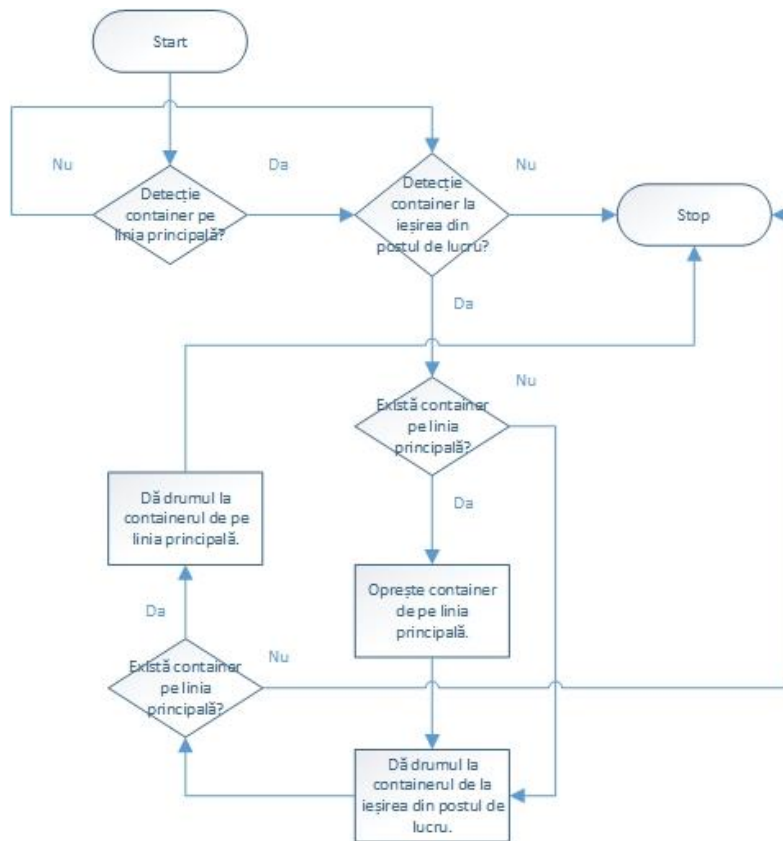 Start
Nu
Da
Nu
Detecție
container pe
linia principală?
Detecție
container la
ieșirea din
postul de lucru?
Stop
Da
Nu
Există container
pe linia
principală?
Dă drumul la
containerul de pe
linia principală.
Da
Oprește container
de pe linia
principală.
Da
Nu
Există container
pe linia
principală?
Dă drumul la
containerul de la
ieșirea din postul de
lucru.